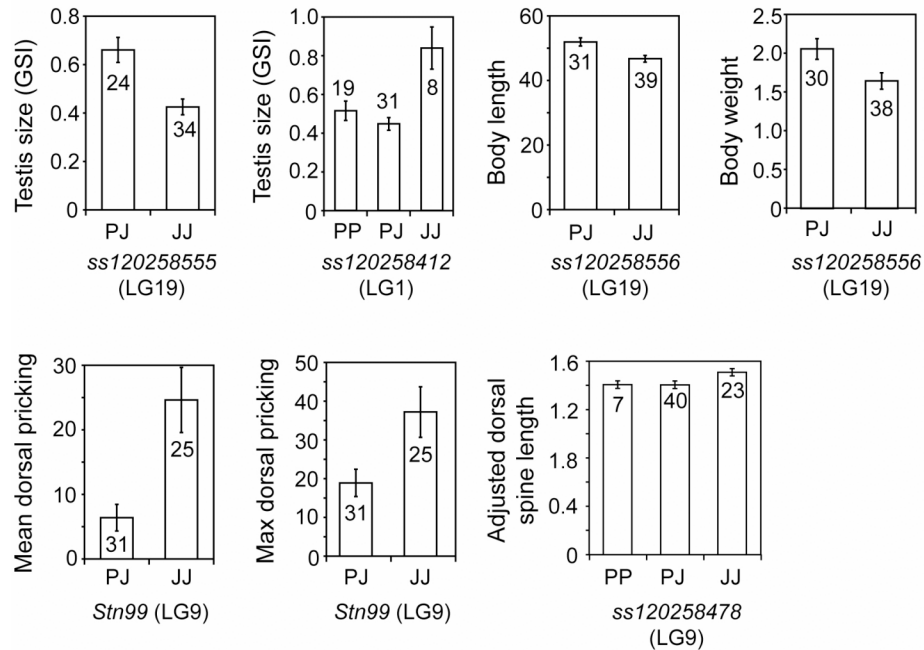 Testis size (GSI)
0.8
0.6
0.4
0.2
0
24
34
PJ
JJ
ss120258555
(LG19)
Testis size (GSI)
1.0
0.8
0.6
0.4
0.2
0
19
31
8
PP
PJ
JJ
ss120258412
(LG1)
Body length
60
40
20
0
31
39
PJ
JJ
ss120258556
(LG19)
Body weight
2.5
2.0
1.5
1.0
0.5
0.0
30
38
PJ
JJ
ss120258556
(LG19)
Mean dorsal pricking
30
20
10
0
31
25
PJ
JJ
Stn99 (LG9)
Max dorsal pricking
50
40
30
20
10
0
31
25
PJ
JJ
Stn99 (LG9)
Adjusted dorsal
spine length
1.6
1.2
1.8
0.4
0
7
40
23
PP
PJ
JJ
ss120258478
(LG9)